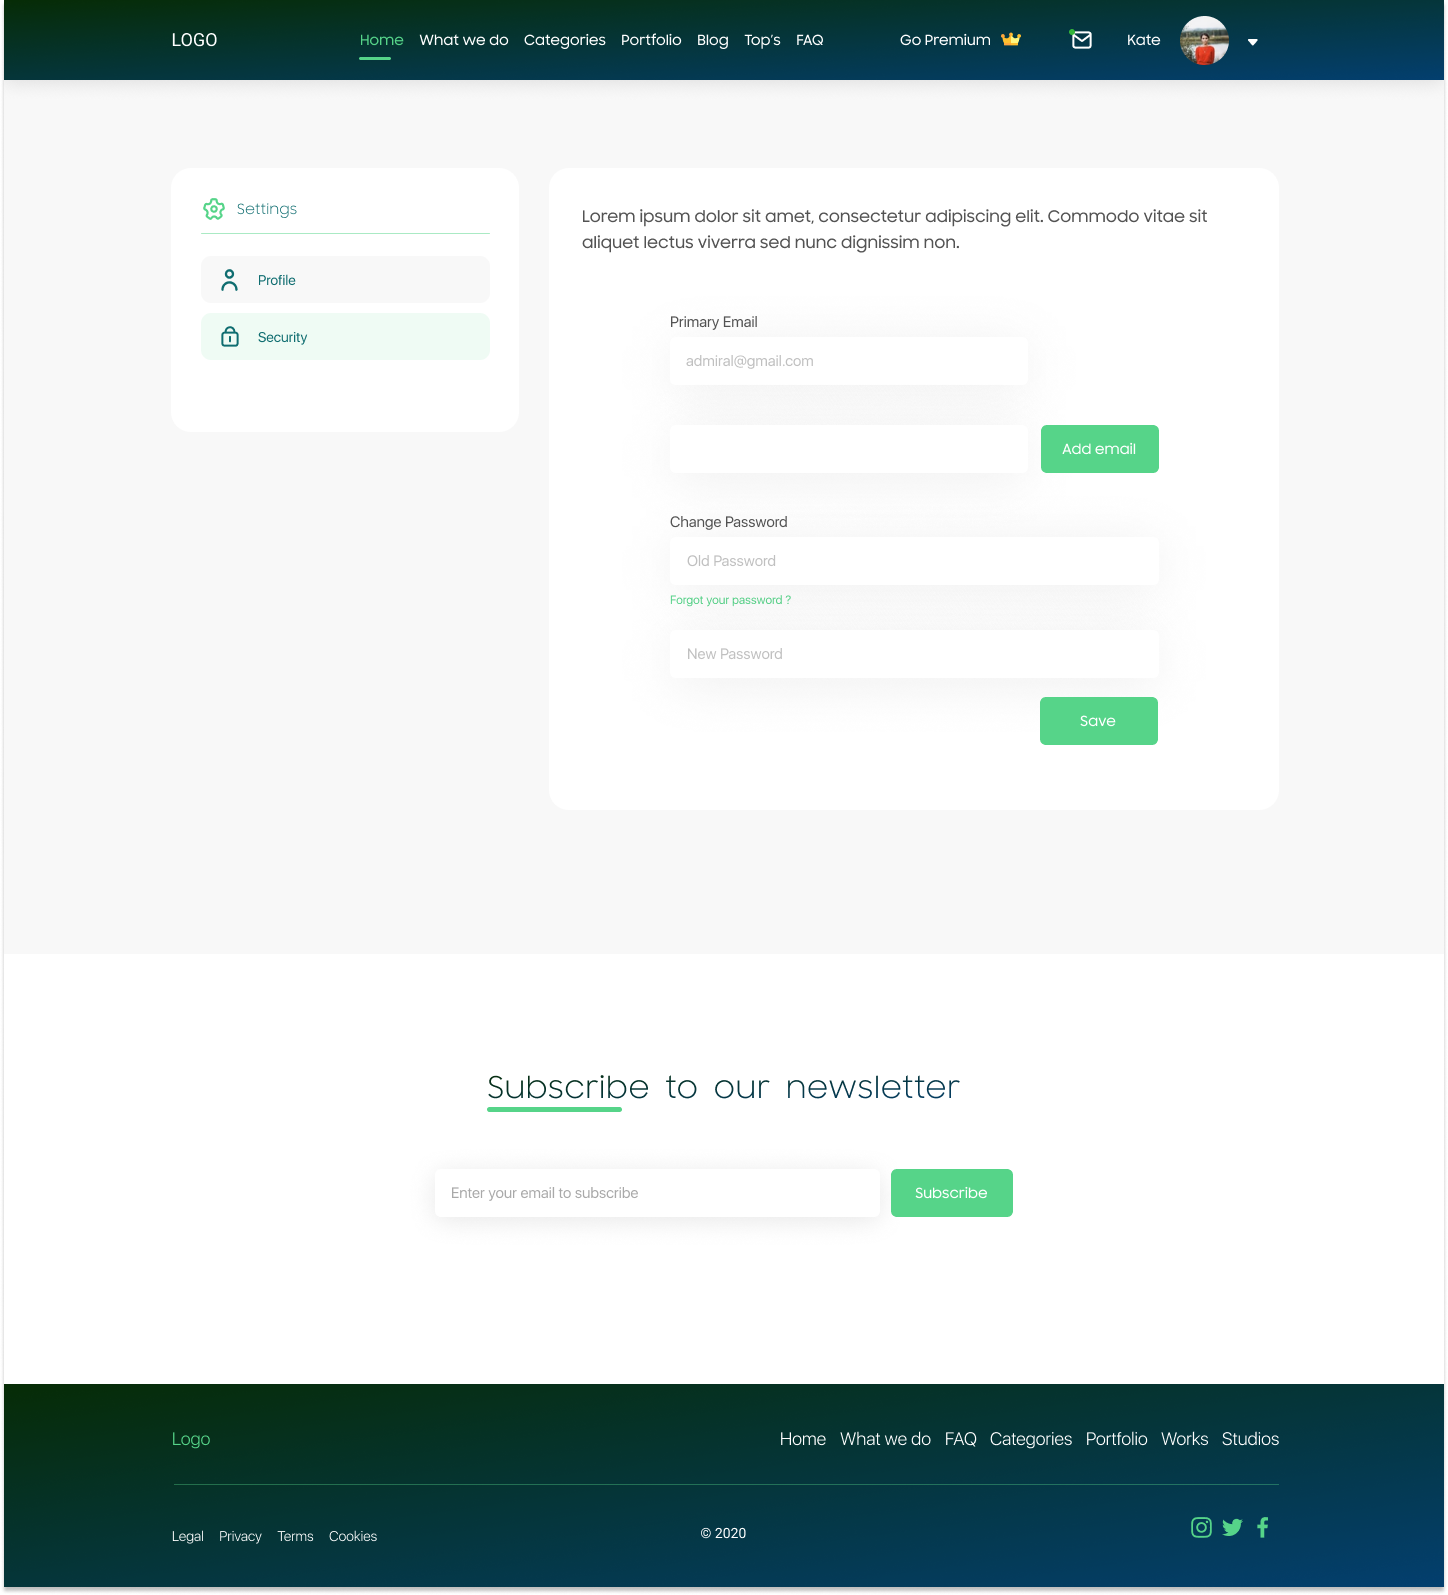 LOGO
Home What we do Categories Portfolio Blog Top's FAQ
Go Premium
Kate
Settings
Profile
Security
Lorem ipsum dolor sit amet, consectetur adipiscing elit. Commodo vitae sit
aliquet lectus viverra sed nunc dignissim non.
Primary Email
admiral@gmail.com
Add email
Change Password
Old Password
Forgot your password ?
New Password
Save
Subscribe to our newsletter
Enter your email to subscribe
Subscribe
Logo
Home What we do FAQ Categories Portfolio Works Studios
Legal Privacy Terms Cookies
© 2020